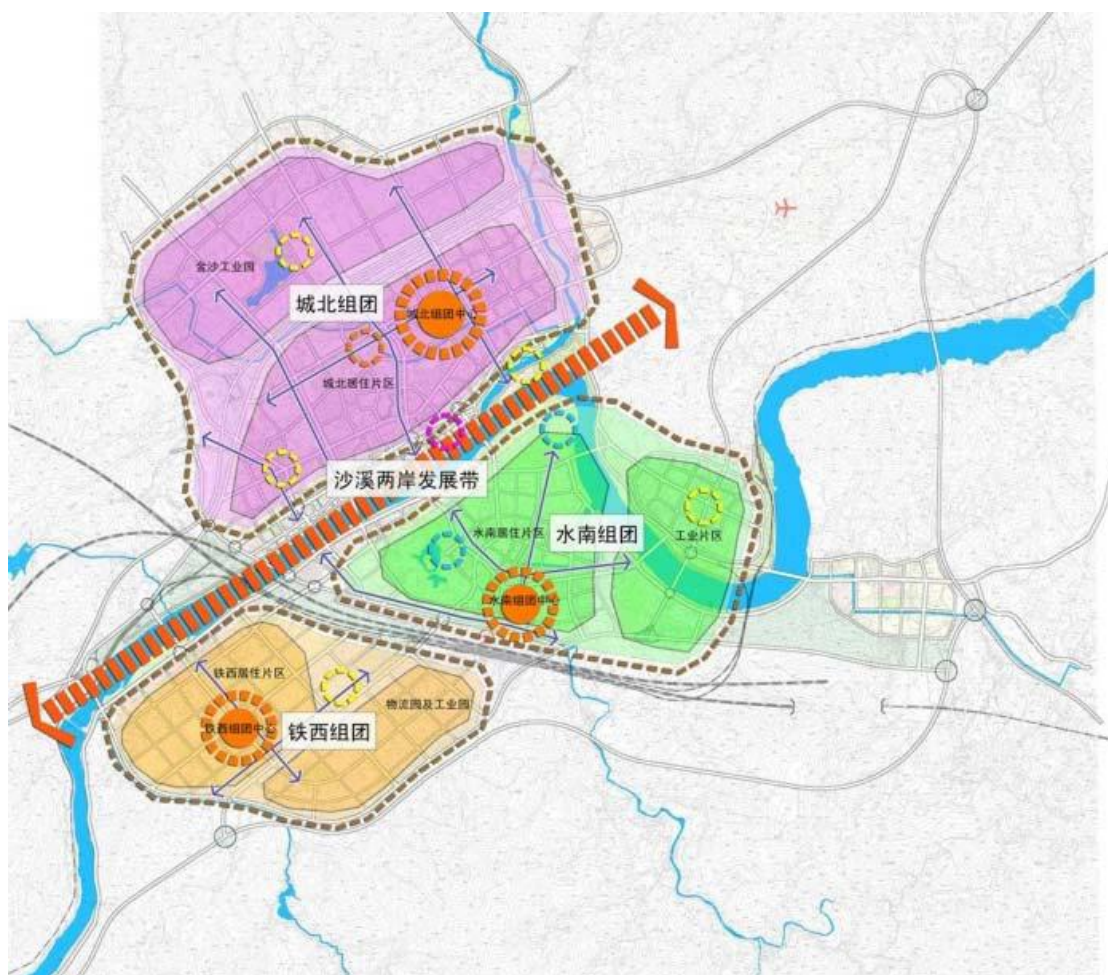 金沙工业园
城北组团
城北组团中心
城北居住片区
沙溪两岸发展带
水南居住片区
水南组团
工业片区
水南组团中心
铁西居住片区
物流园及工业园
铁西组团中心
铁西组团